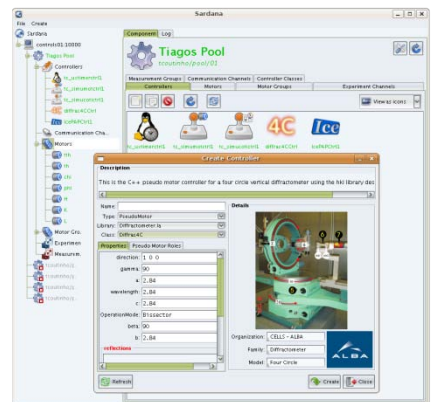 Sardana
File Create
Sardana
Component Log
controls01:10000
Tiagos Pool
Tiagos Pool
tcoutinho/pool/01
Controllers
Measurement Groups Communication Channels Controller Classes
Controllers Motors Motor Groups Experiment Channels
View as icons
Communication Cha..
Motors
4C
Ice
Create Controller
Description
This is the C++ pseudo motor controller for a four circle vertical diffractometer using the hkl library des
Name:
Type: PseudoMotor
Library: Diffractometer.la
Class: Diffrac4C
Details
Properties Pseudo Motor Roles
direction: 1 0 0
gamma: 90
a: 2.84
wavelength: 2.84
c: 2.84
OperationMode: Bissector
beta: 90
b: 2.84
reflections
Motor Gro.
Experimen
Measurem.
Organization: CELLS - ALBA
Family: Diffractometer
Model: Four Circle
ALBA
Refresh
Create Close